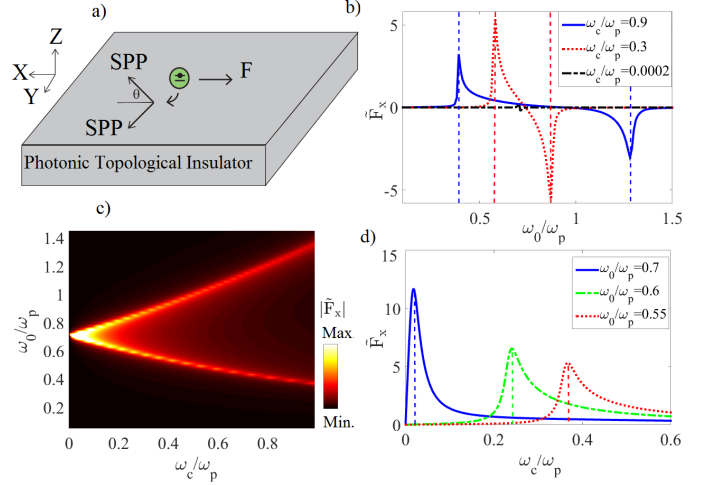 a)
Z
X
Y
SPP
θ
SPP
F
Photonic Topological Insulator
b)
5
0
-5
F̃x
0.5
1
1.5
ω0/ωp
ωc/ωp=0.9
ωc/ωp=0.3
ωc/ωp=0.0002
c)
1.4
1.2
1.0
0.8
0.6
0.4
0.2
ω0/ωp
0
0.2
0.4
0.6
0.8
ωc/ωp
|F̃x|
Max.
Min.
d)
15
10
5
0
F̃x
0
0.2
0.4
0.6
ωc/ωp
ω0/ωp=0.7
ω0/ωp=0.6
ω0/ωp=0.55